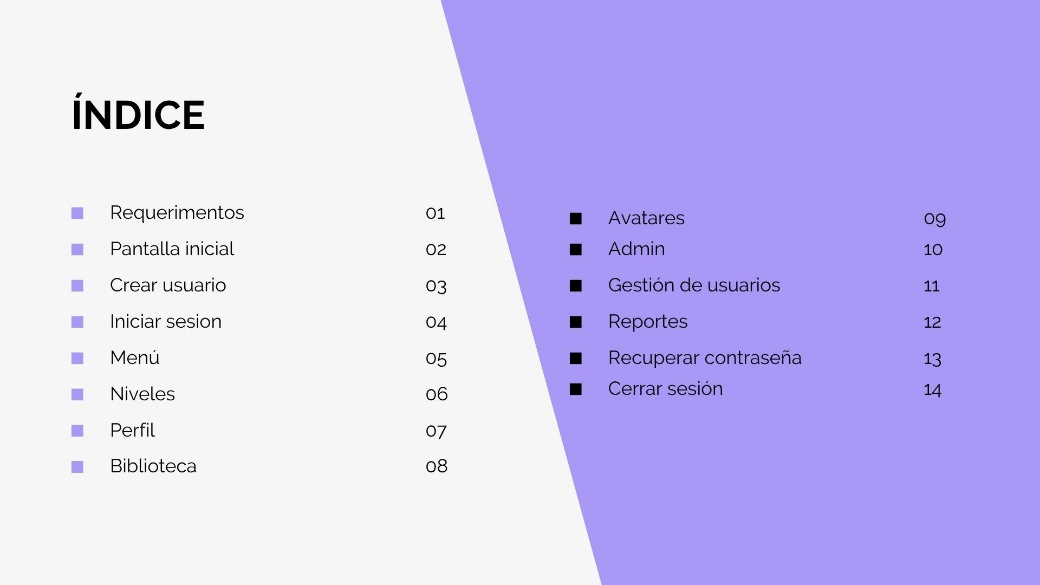 ÍNDICE
Requerimentos 01
Pantalla inicial 02
Crear usuario 03
Iniciar sesion 04
Menú 05
Niveles 06
Perfil 07
Biblioteca 08
Avatares 09
Admin 10
Gestión de usuarios 11
Reportes 12
Recuperar contraseña 13
Cerrar sesión 14